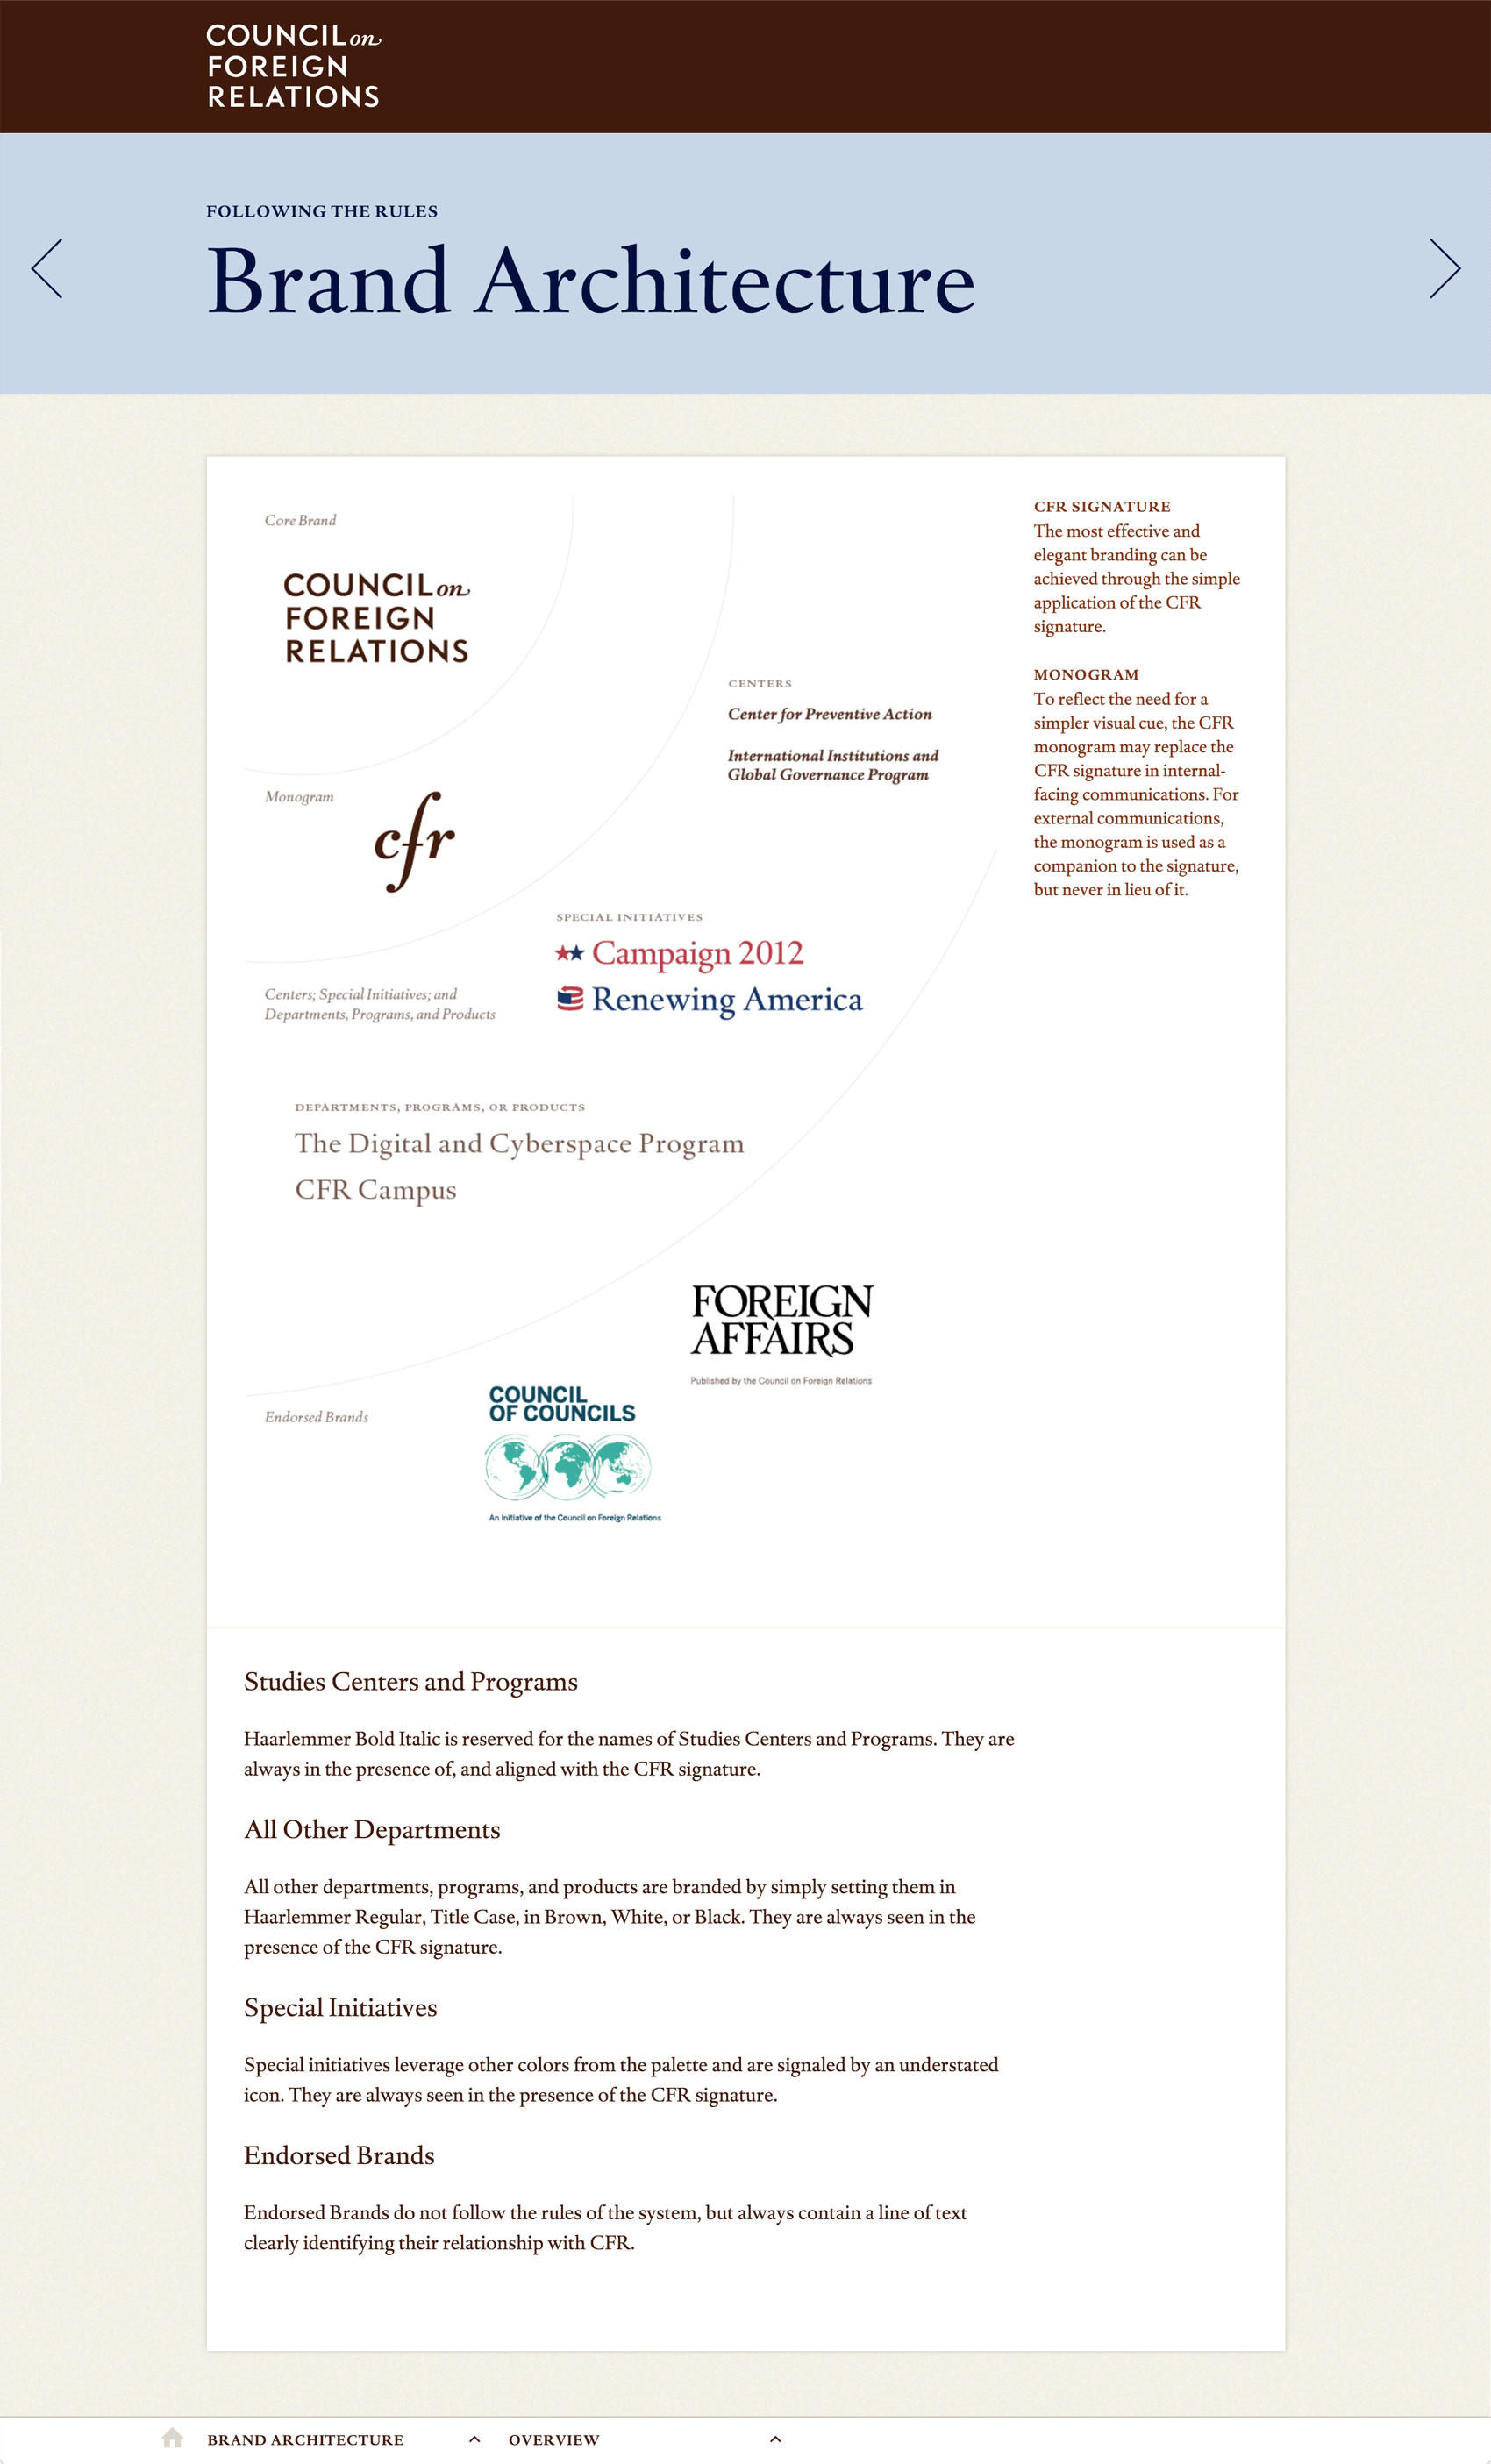 COUNCIL on
FOREIGN
RELATIONS
FOLLOWING THE RULES
Brand Architecture
Core Brand
COUNCIL on
FOREIGN
RELATIONS
CENTERS
Center for Preventive Action
International Institutions and
Global Governance Program
Monogram
cfr
SPECIAL INITIATIVES
Campaign 2012
Renewing America
Centers; Special Initiatives; and
Departments, Programs, and Products
DEPARTMENTS, PROGRAMS, OR PRODUCTS
The Digital and Cyberspace Program
CFR Campus
FOREIGN
AFFAIRS
Published by the Council on Foreign Relations
Endorsed Brands
COUNCIL
OF COUNCILS
An Initiative of the Council on Foreign Relations
CFR SIGNATURE
The most effective and
elegant branding can be
achieved through the simple
application of the CFR
signature.
MONOGRAM
To reflect the need for a
simpler visual cue, the CFR
monogram may replace the
CFR signature in internal-
facing communications. For
external communications,
the monogram is used as a
companion to the signature,
but never in lieu of it.
Studies Centers and Programs
Haarlemmer Bold Italic is reserved for the names of Studies Centers and Programs. They are
always in the presence of, and aligned with the CFR signature.
All Other Departments
All other departments, programs, and products are branded by simply setting them in
Haarlemmer Regular, Title Case, in Brown, White, or Black. They are always seen in the
presence of the CFR signature.
Special Initiatives
Special initiatives leverage other colors from the palette and are signaled by an understated
icon. They are always seen in the presence of the CFR signature.
Endorsed Brands
Endorsed Brands do not follow the rules of the system, but always contain a line of text
clearly identifying their relationship with CFR.
BRAND ARCHITECTURE
OVERVIEW